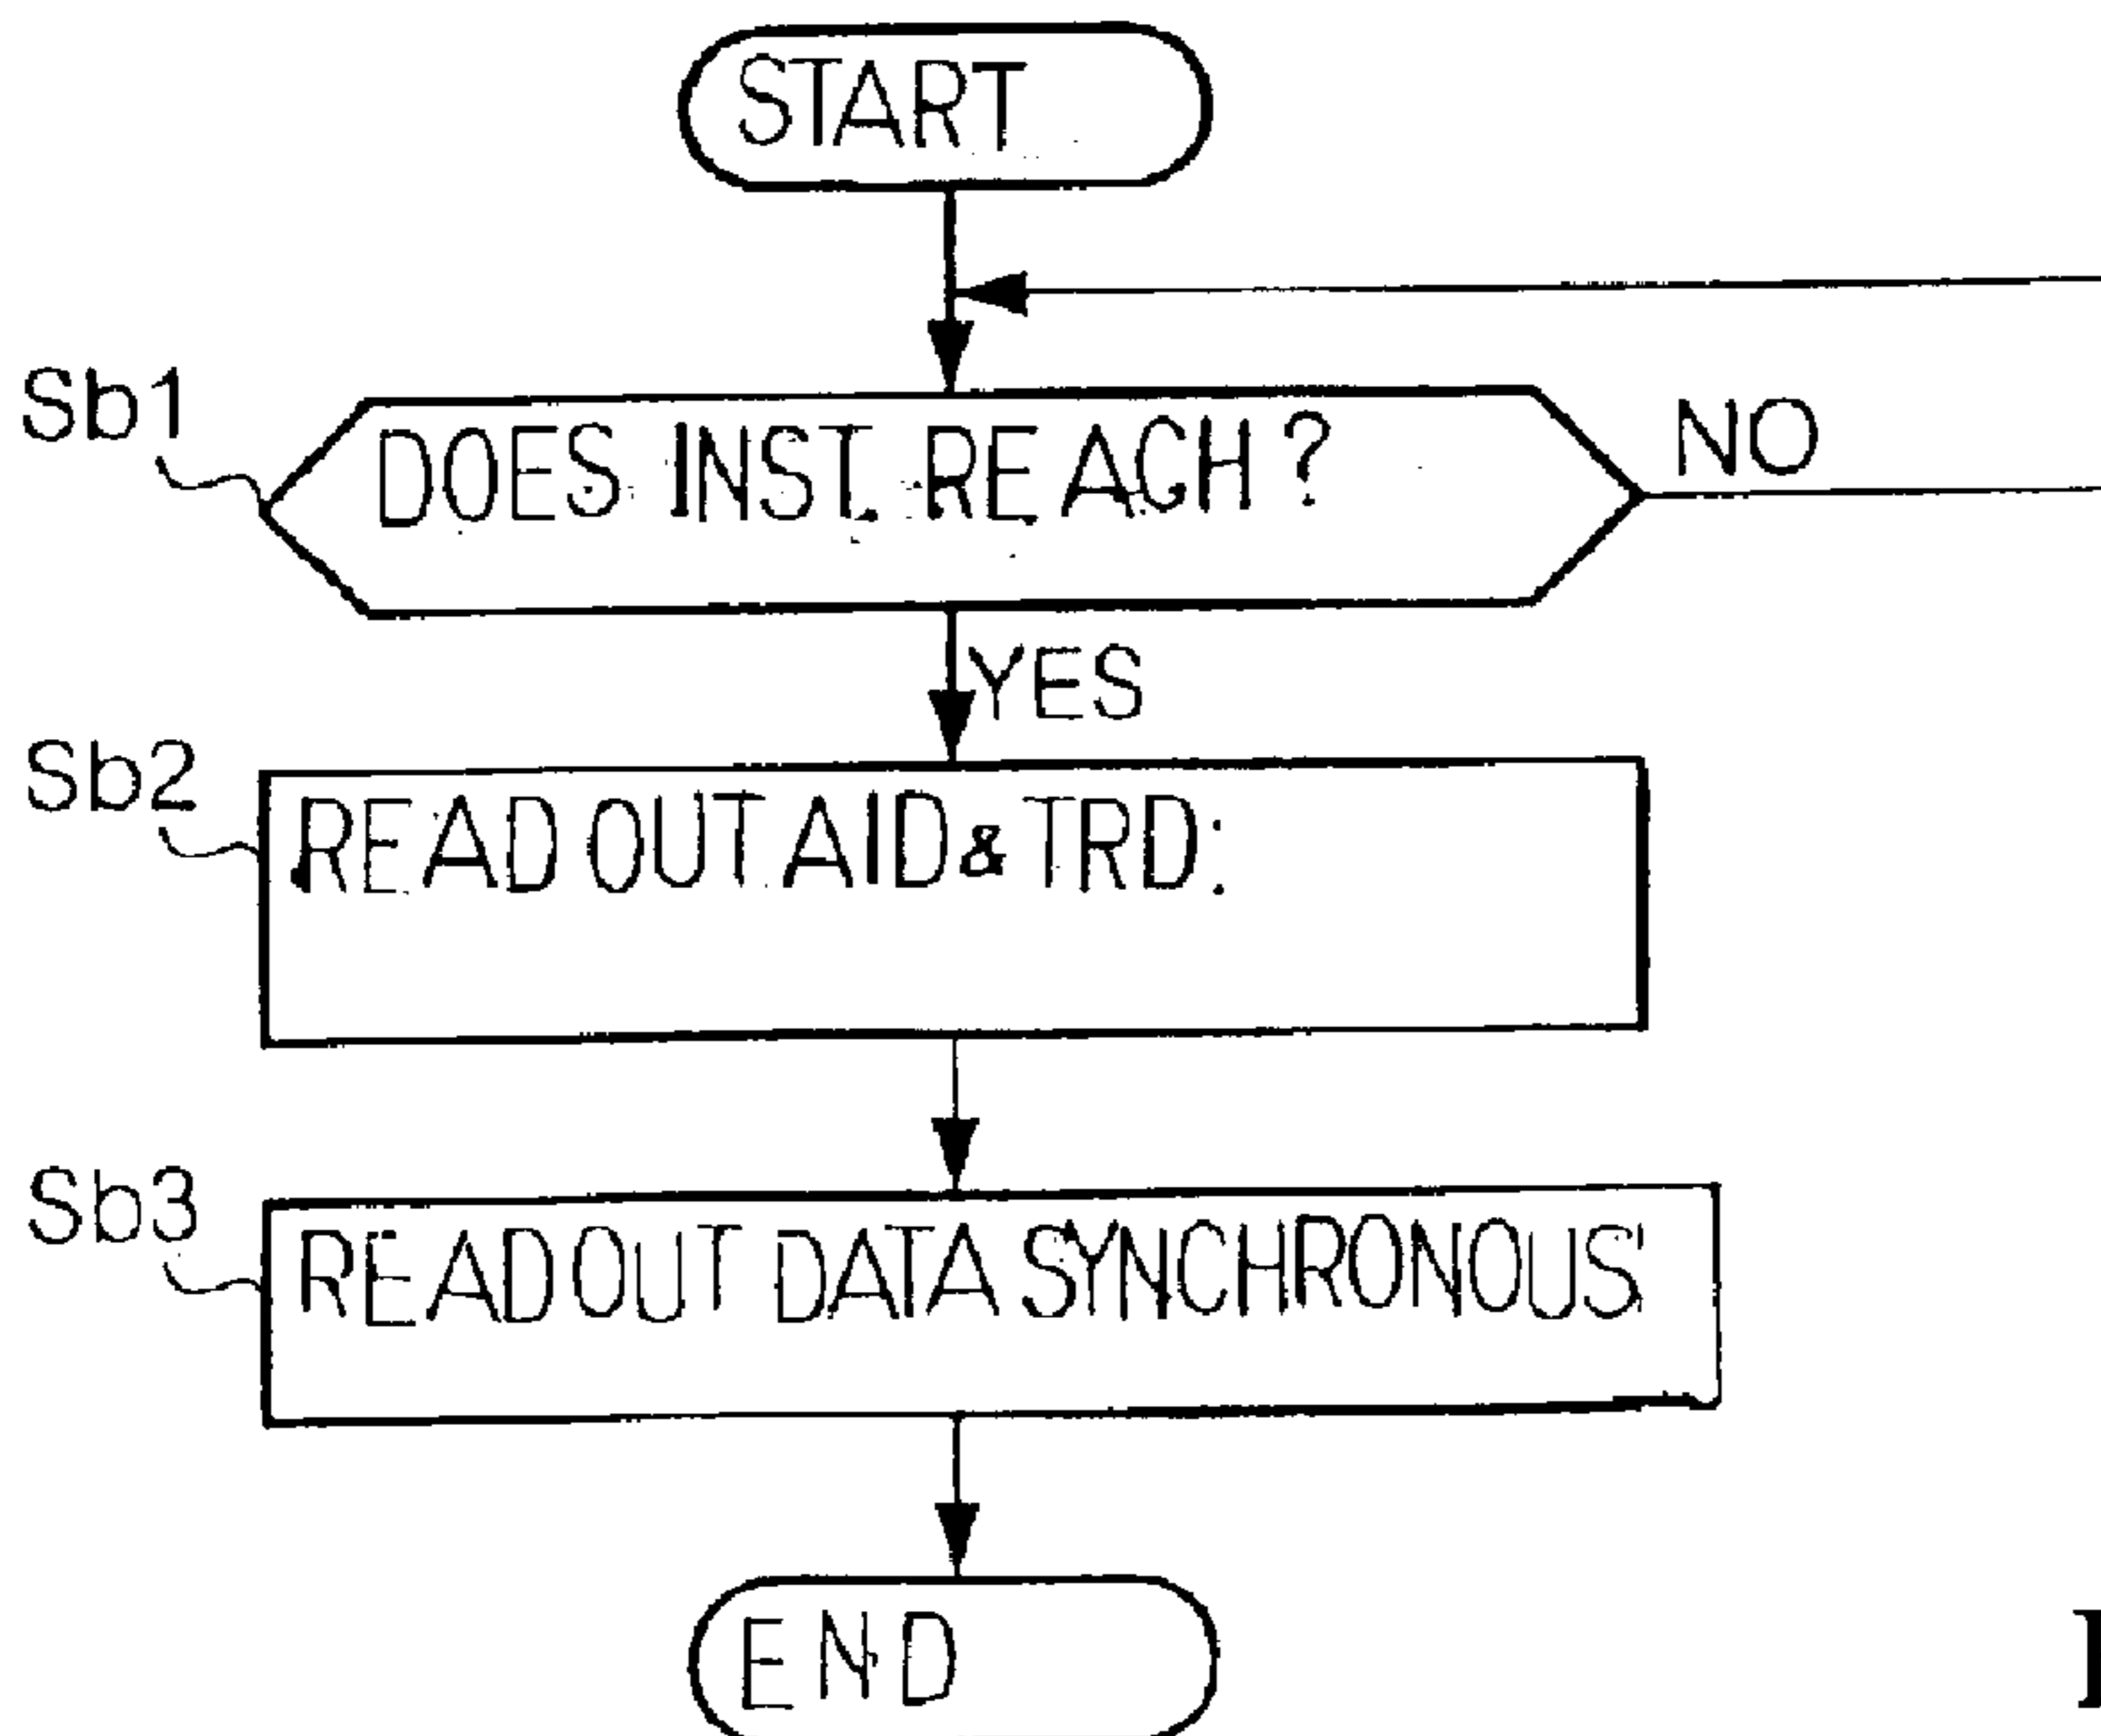 START
Sb1
DOES INST. REACH ?
NO
YES
Sb2
READ OUT AID & TRD:
Sb3
READ OUT DATA SYNCHRONOUS'
END